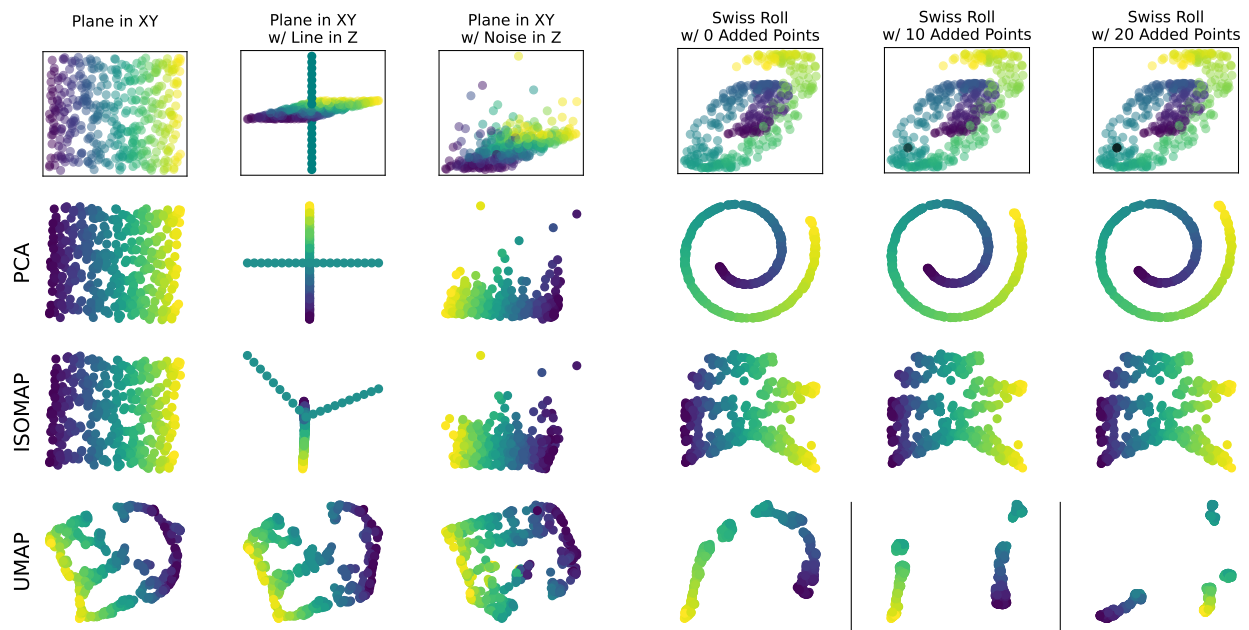 Plane in XY
Plane in XY
w/ Line in Z
Plane in XY
w/ Noise in Z
Swiss Roll
w/ 0 Added Points
Swiss Roll
w/ 10 Added Points
Swiss Roll
w/ 20 Added Points
PCA
ISOMAP
UMAP